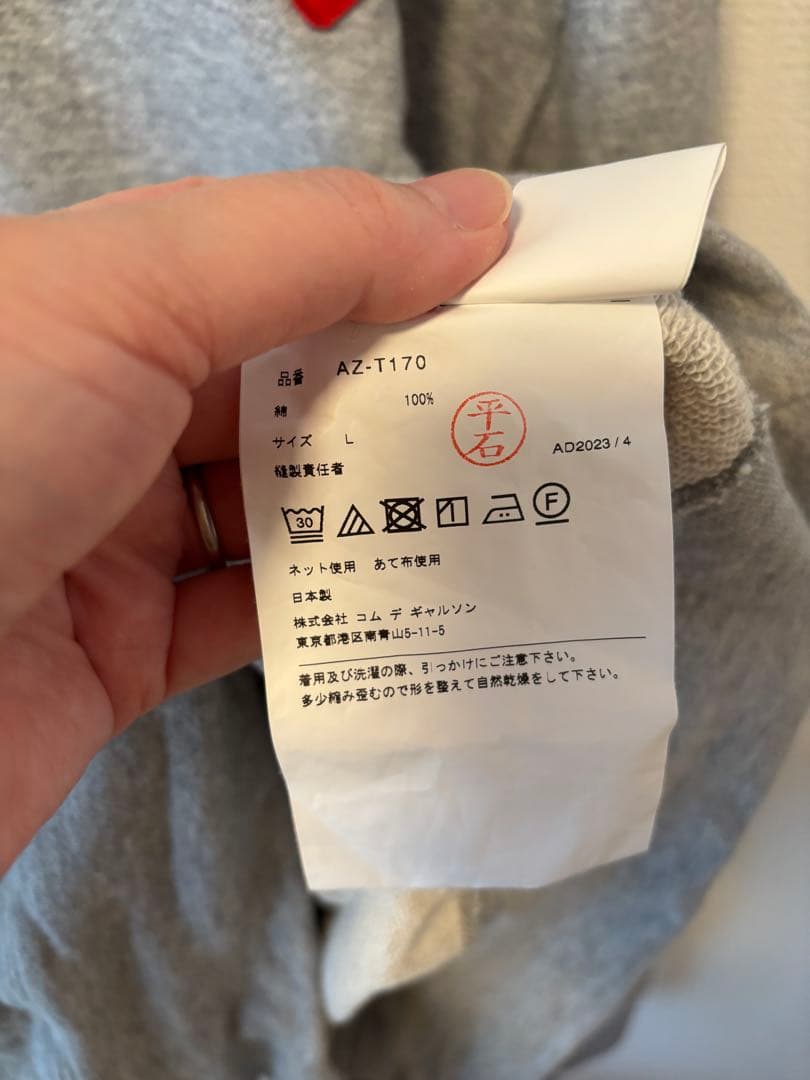 品番 AZ-T170
綿 100%
サイズ L
縫製責任者
平石
AD2023/4
30
F
ネット使用 あて布使用
日本製
株式会社 コム デ ギャルソン
東京都港区南青山5-11-5
着用及び洗濯の際、引っかけにご注意下さい。
多少縮み歪むので形を整えて自然乾燥をして下さい。